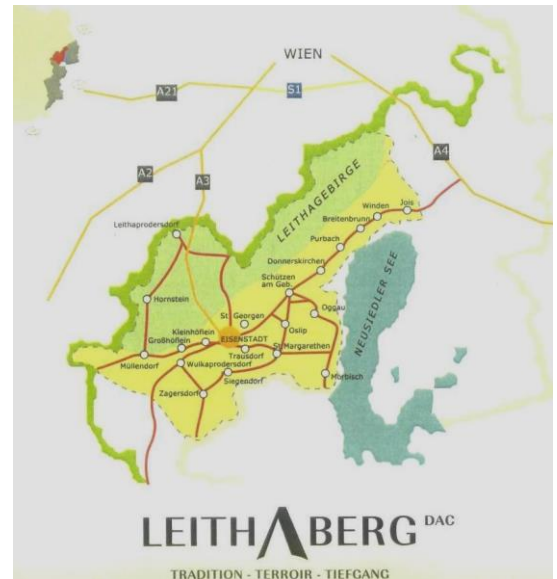 WIEN
A21
S1
A2
A3
A4
LEITHAGEBIRGE
Leithaprodersdorf
Winden
Jois
Breitenbrunn
Purbach
Donnerskirchen
NEUSIEDLER SEE
Schützen
am Geb.
Hornstein
Oggau
St. Georgen
Kleinhöflein
Oslip
Großhöflein
EISENSTADT
Trausdorf
St.Margarethen
Müllendorf
Wulkaprodersdorf
Siegendorf
Mörbisch
Zagersdorf
LEITHABERG DAC
TRADITION - TERROIR - TIEFGANG